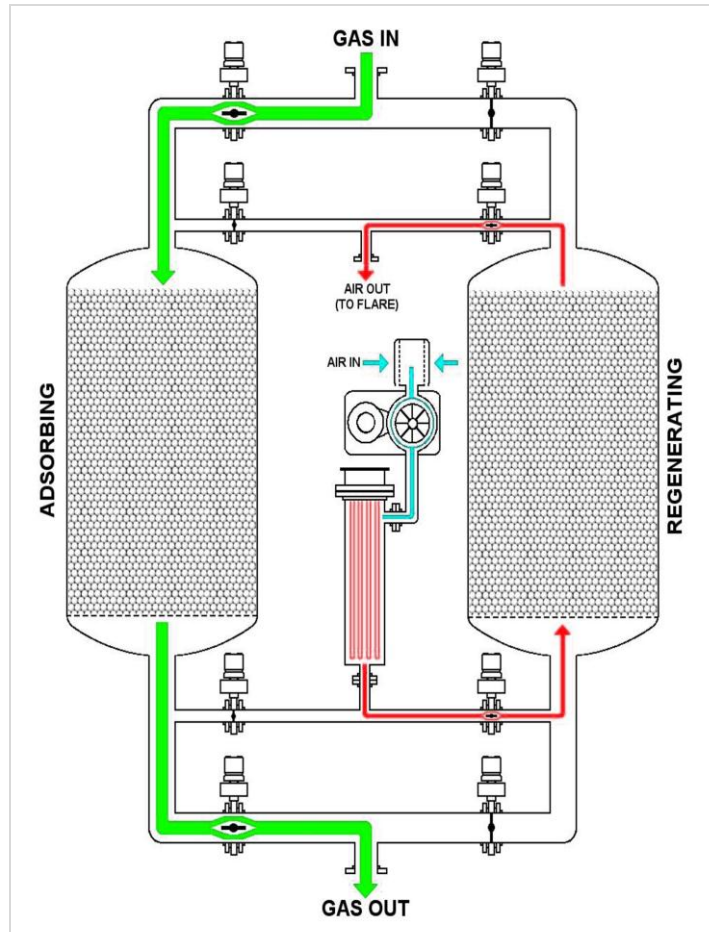 GAS IN
AIR OUT
(TO FLARE)
AIR IN
ADSORBING
REGENERATING
GAS OUT